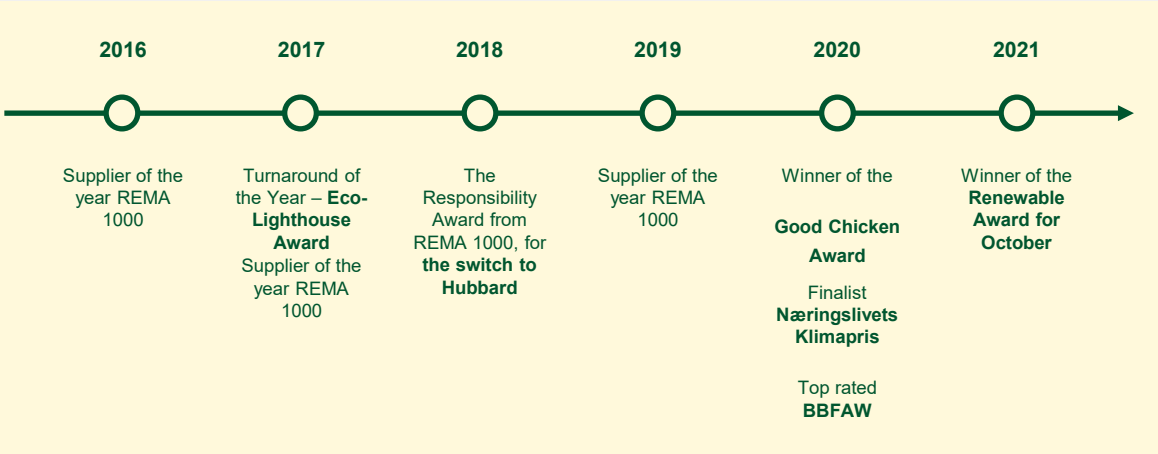 2016
2017
2018
2019
2020
2021
Supplier of the
year REMA
1000
Turnaround of
the Year – Eco-
Lighthouse
Award
Supplier of the
year REMA
1000
The
Responsibility
Award from
REMA 1000, for
the switch to
Hubbard
Supplier of the
year REMA
1000
Winner of the
Good Chicken
Award
Finalist
Næringslivets
Klimapris
Top rated
BBFAW
Winner of the
Renewable
Award for
October